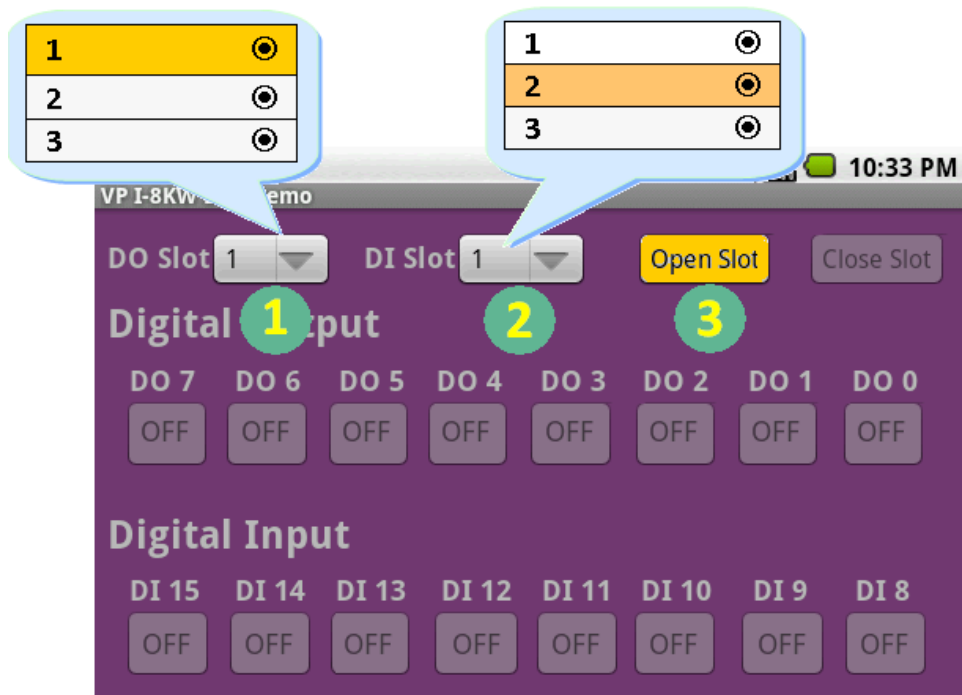 1
2
3
1
2
3
10:33 PM
VP I-8KW emo
DO Slot 1 DI Slot 1 Open Slot Close Slot
1 2 3
Digital put
DO 7 DO 6 DO 5 DO 4 DO 3 DO 2 DO 1 DO 0
OFF OFF OFF OFF OFF OFF OFF OFF
Digital Input
DI 15 DI 14 DI 13 DI 12 DI 11 DI 10 DI 9 DI 8
OFF OFF OFF OFF OFF OFF OFF OFF